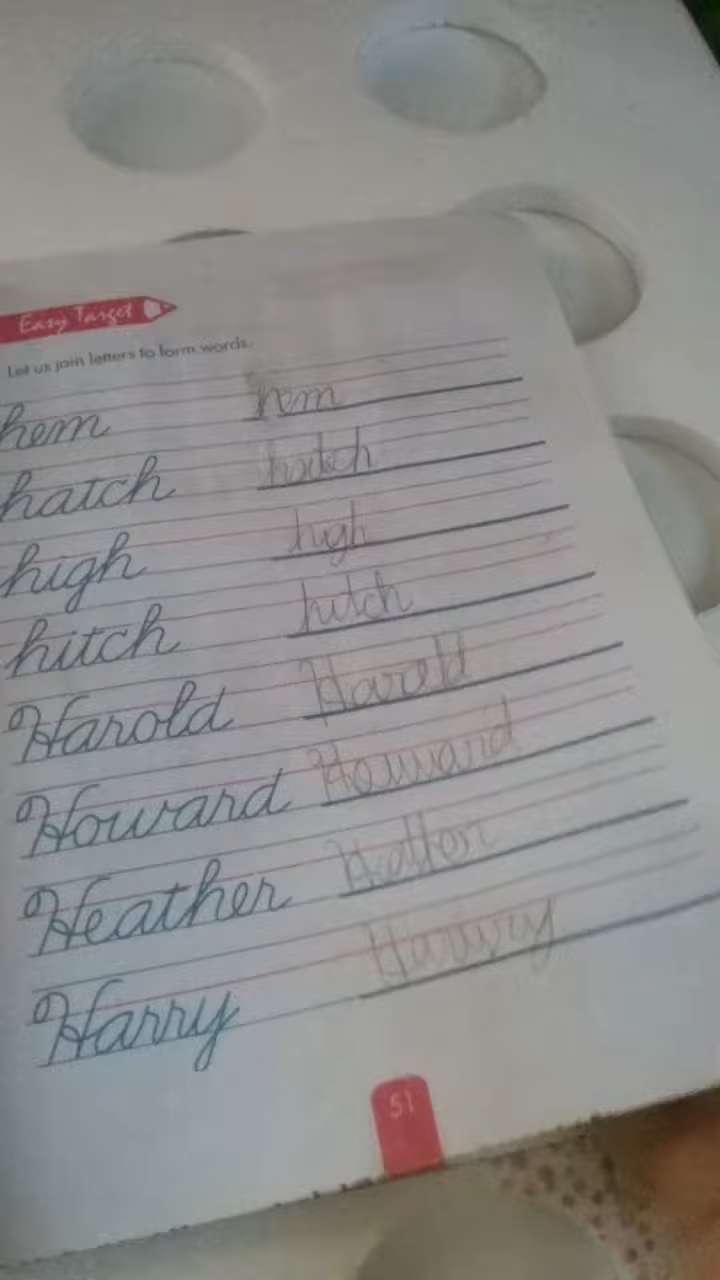 Easy Target
Let us join letters to form words.
hem hem
hatch hatch
high high
hitch hitch
Harold Harold
Howard Howard
Heather Heather
Harry Harry
51